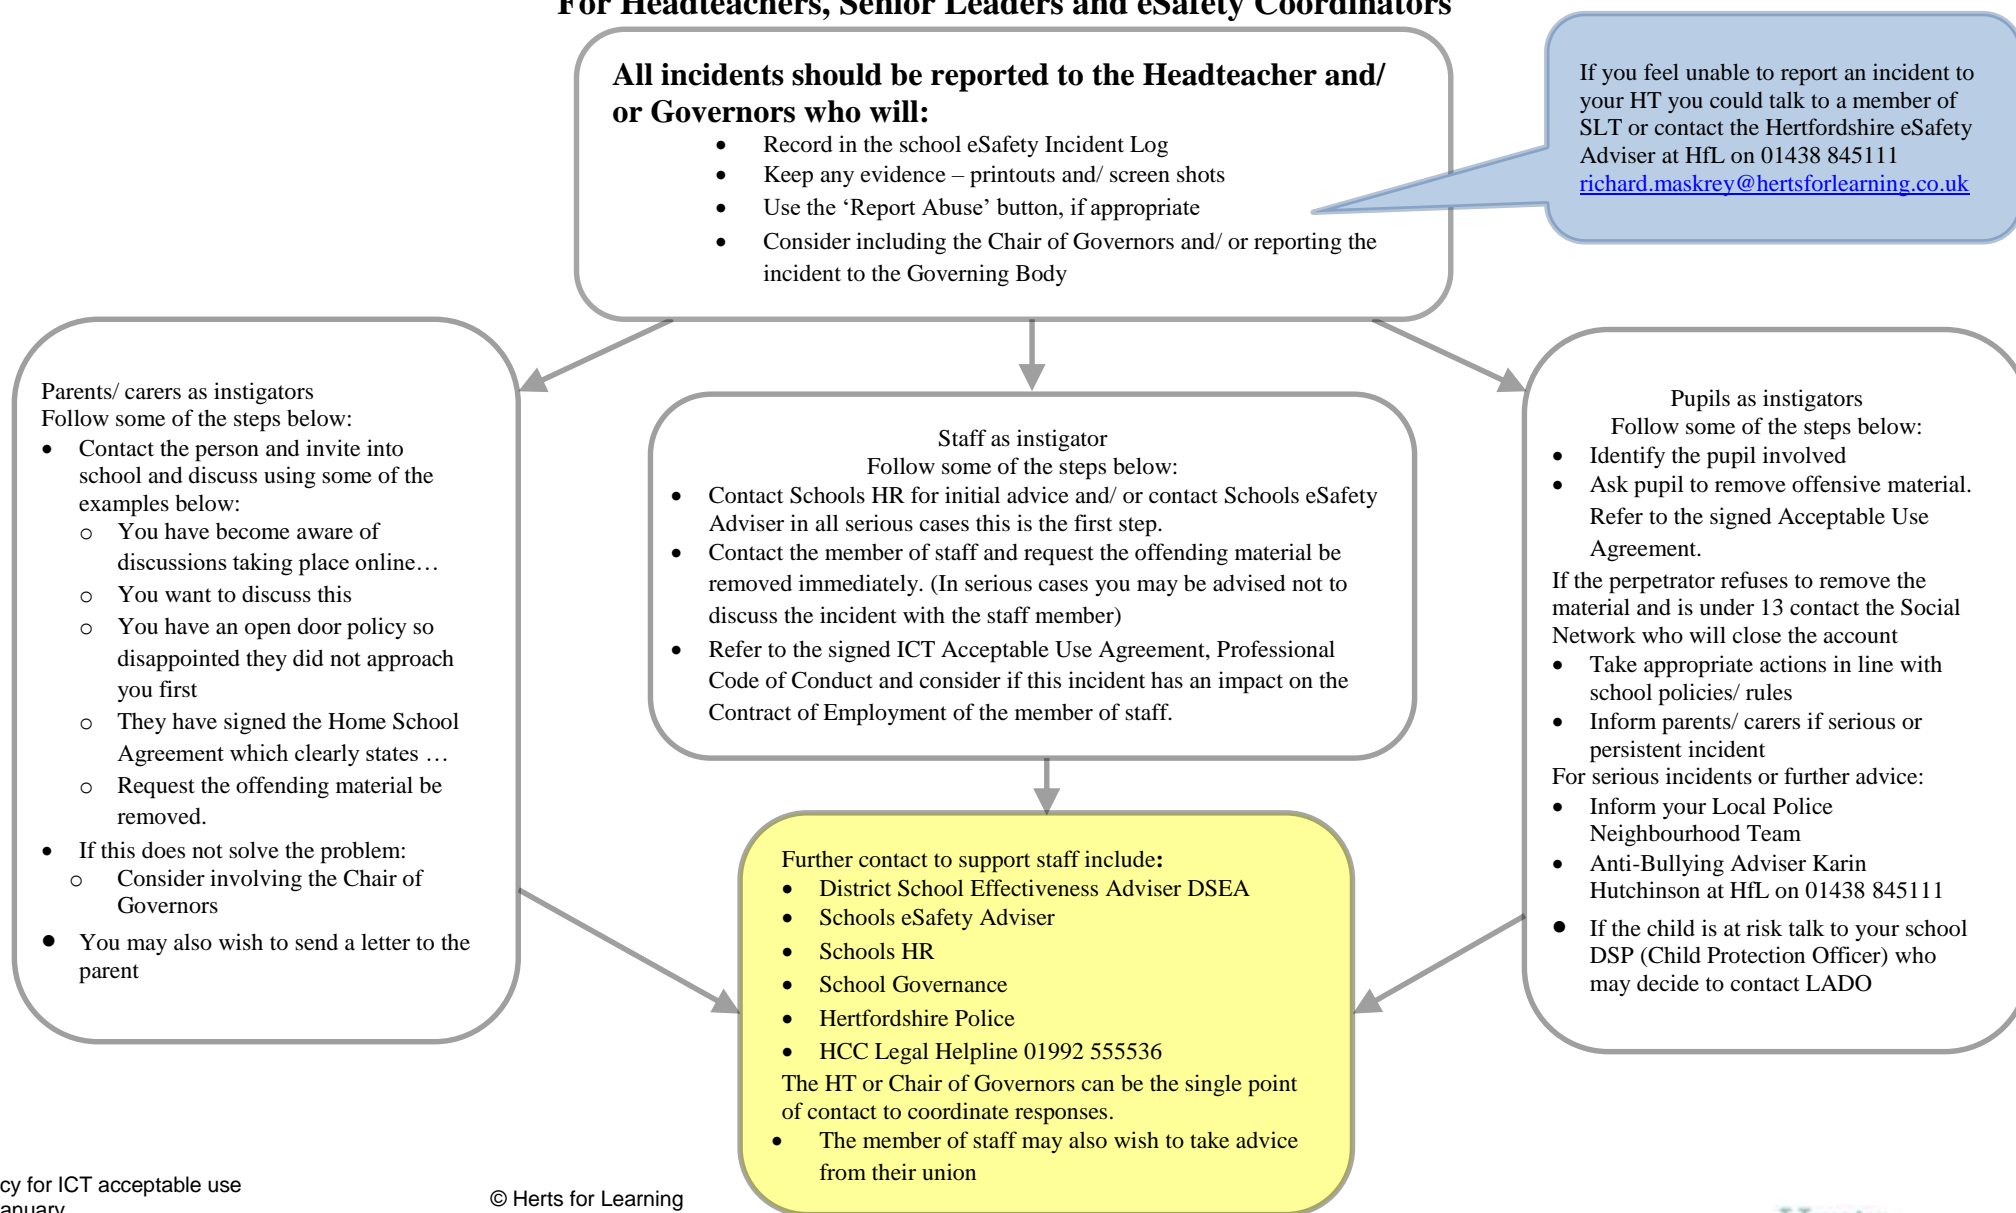 For Headteachers, Senior Leaders and eSafety Coordinators
All incidents should be reported to the Headteacher and/
or Governors who will:
• Record in the school eSafety Incident Log
• Keep any evidence – printouts and/ screen shots
• Use the ‘Report Abuse’ button, if appropriate
• Consider including the Chair of Governors and/ or reporting the
incident to the Governing Body
If you feel unable to report an incident to
your HT you could talk to a member of
SLT or contact the Hertfordshire eSafety
Adviser at HfL on 01438 845111
richard.maskrey@hertsforlearning.co.uk
Parents/ carers as instigators
Follow some of the steps below:
• Contact the person and invite into
school and discuss using some of the
examples below:
o You have become aware of
discussions taking place online…
o You want to discuss this
o You have an open door policy so
disappointed they did not approach
you first
o They have signed the Home School
Agreement which clearly states …
o Request the offending material be
removed.
• If this does not solve the problem:
o Consider involving the Chair of
Governors
• You may also wish to send a letter to the
parent
Staff as instigator
Follow some of the steps below:
• Contact Schools HR for initial advice and/ or contact Schools eSafety
Adviser in all serious cases this is the first step.
• Contact the member of staff and request the offending material be
removed immediately. (In serious cases you may be advised not to
discuss the incident with the staff member)
• Refer to the signed ICT Acceptable Use Agreement, Professional
Code of Conduct and consider if this incident has an impact on the
Contract of Employment of the member of staff.
Pupils as instigators
Follow some of the steps below:
• Identify the pupil involved
• Ask pupil to remove offensive material.
Refer to the signed Acceptable Use
Agreement.
If the perpetrator refuses to remove the
material and is under 13 contact the Social
Network who will close the account
• Take appropriate actions in line with
school policies/ rules
• Inform parents/ carers if serious or
persistent incident
For serious incidents or further advice:
• Inform your Local Police
Neighbourhood Team
• Anti-Bullying Adviser Karin
Hutchinson at HfL on 01438 845111
• If the child is at risk talk to your school
DSP (Child Protection Officer) who
may decide to contact LADO
Further contact to support staff include:
• District School Effectiveness Adviser DSEA
• Schools eSafety Adviser
• Schools HR
• School Governance
• Hertfordshire Police
• HCC Legal Helpline 01992 555536
The HT or Chair of Governors can be the single point
of contact to coordinate responses.
• The member of staff may also wish to take advice
from their union
cy for ICT acceptable use
anuary
© Herts for Learning